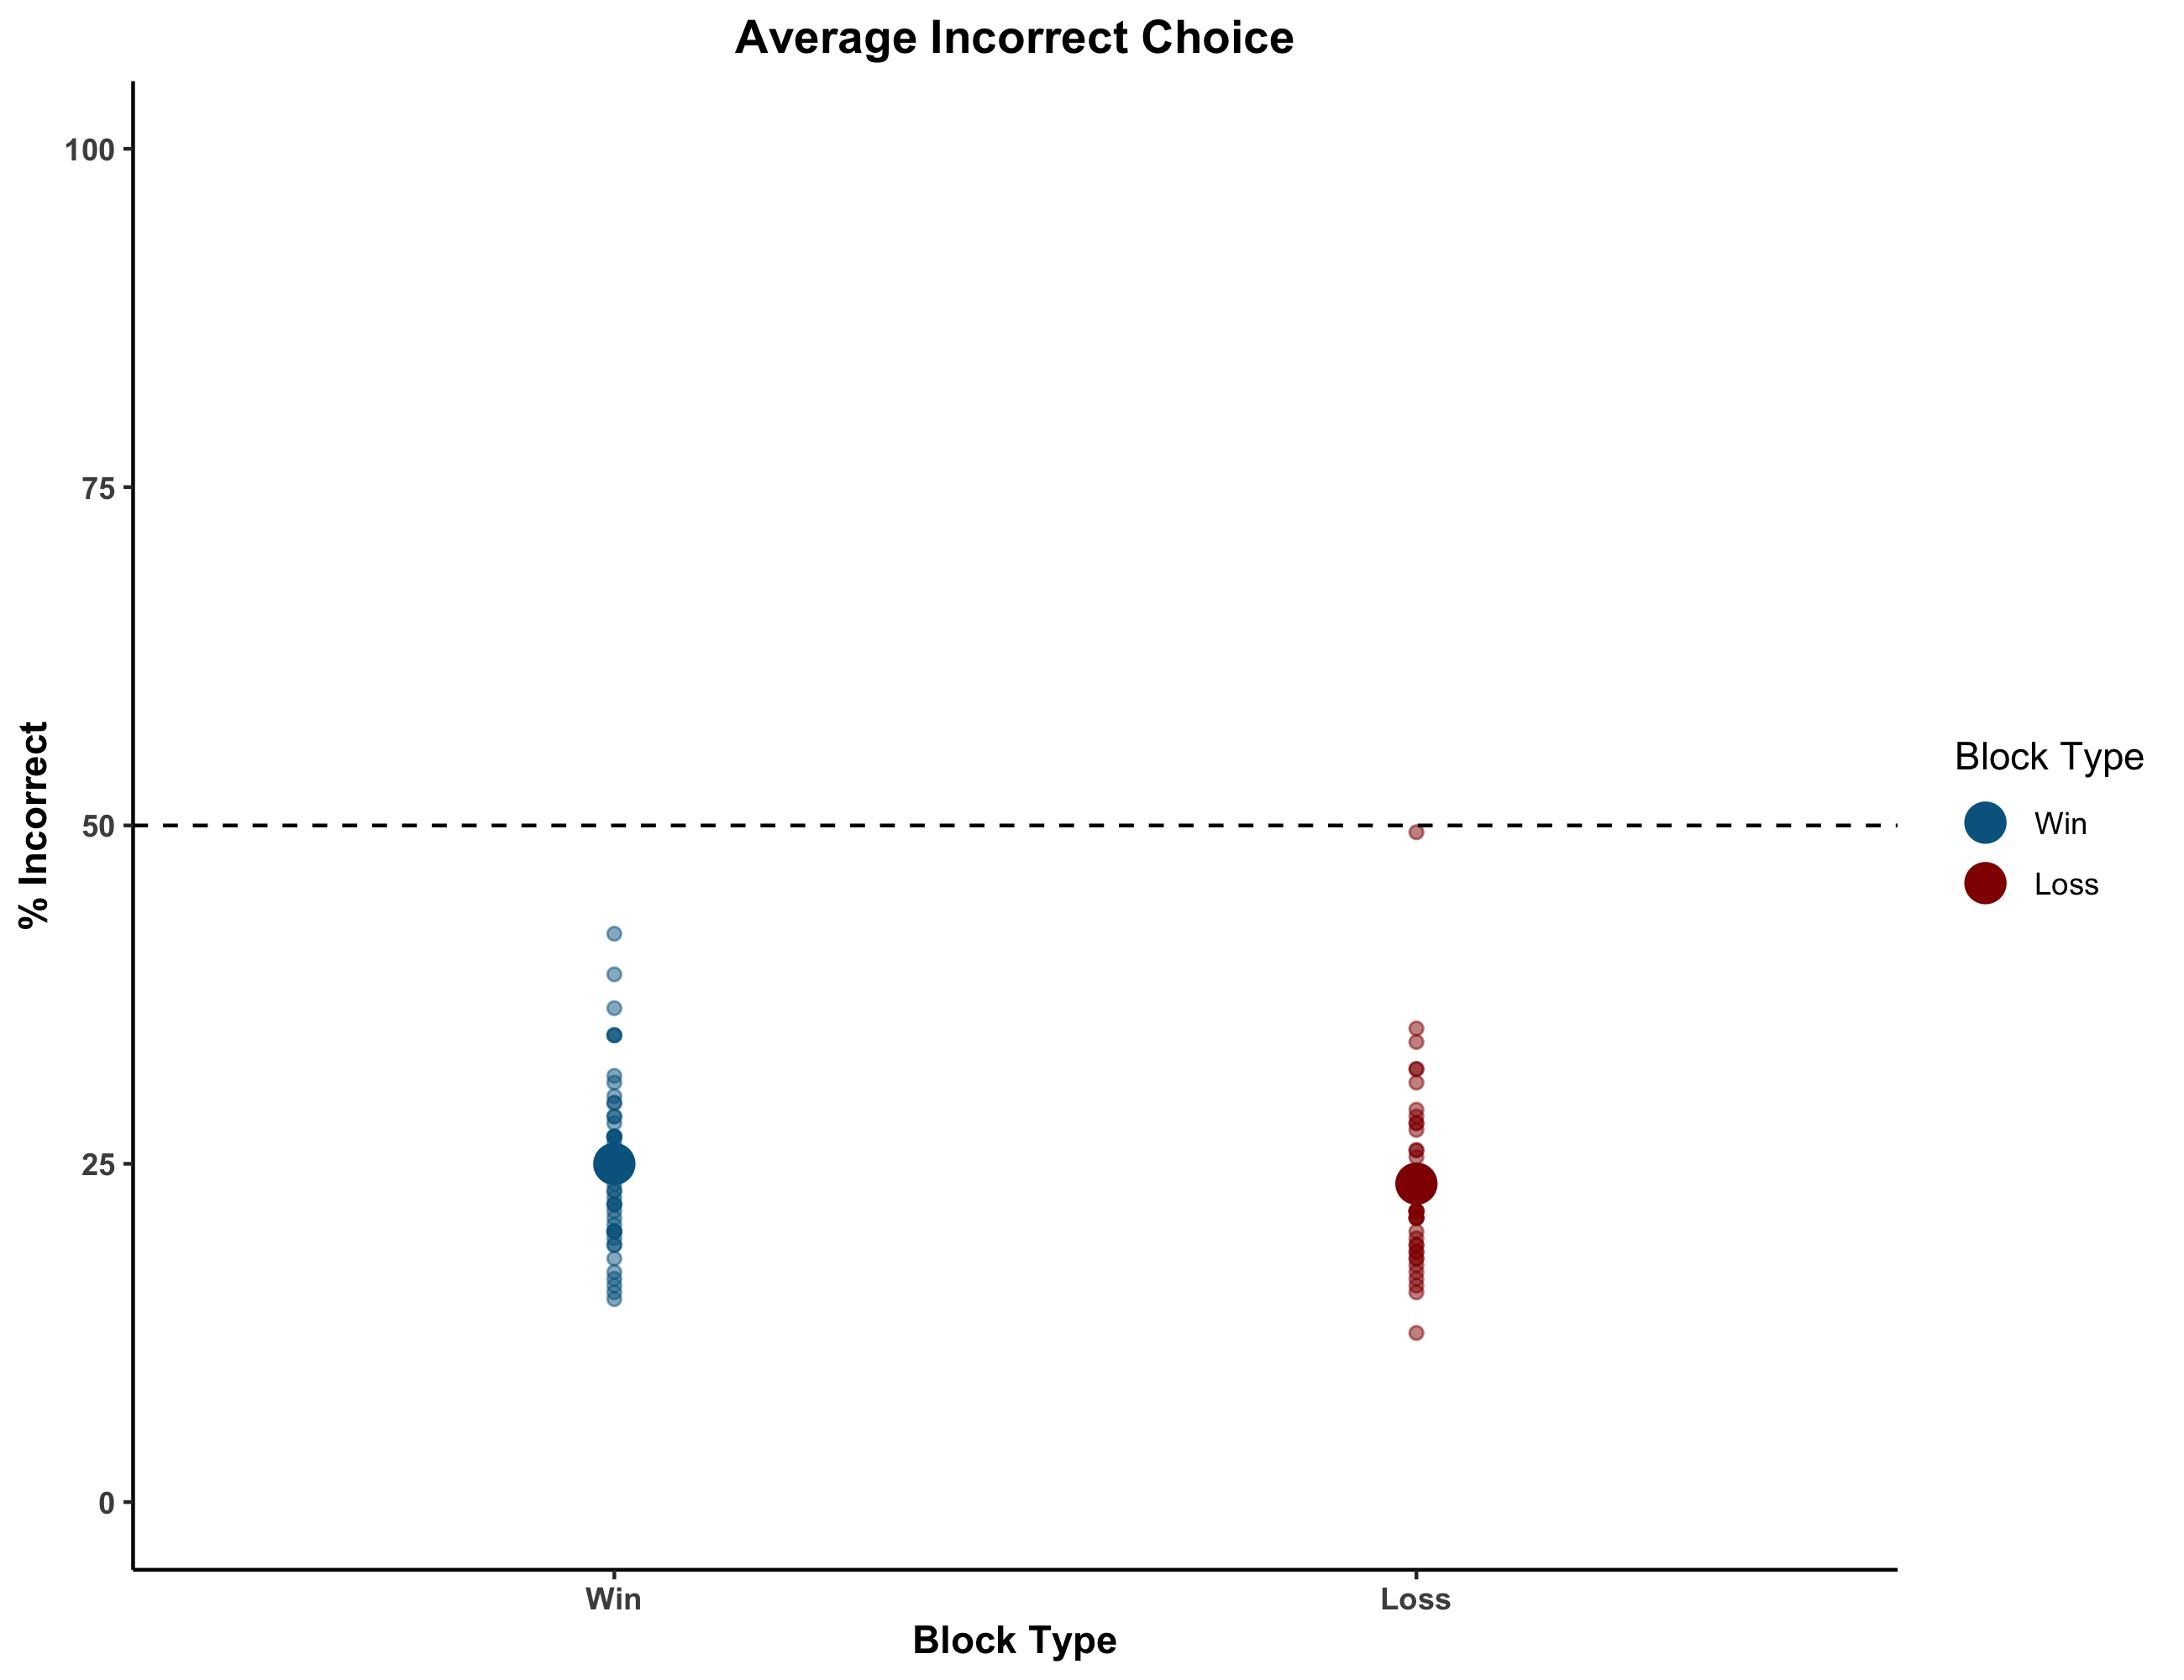 Average Incorrect Choice
% Incorrect
100
75
50
25
0
Win
Loss
Block Type
Block Type
Win
Loss